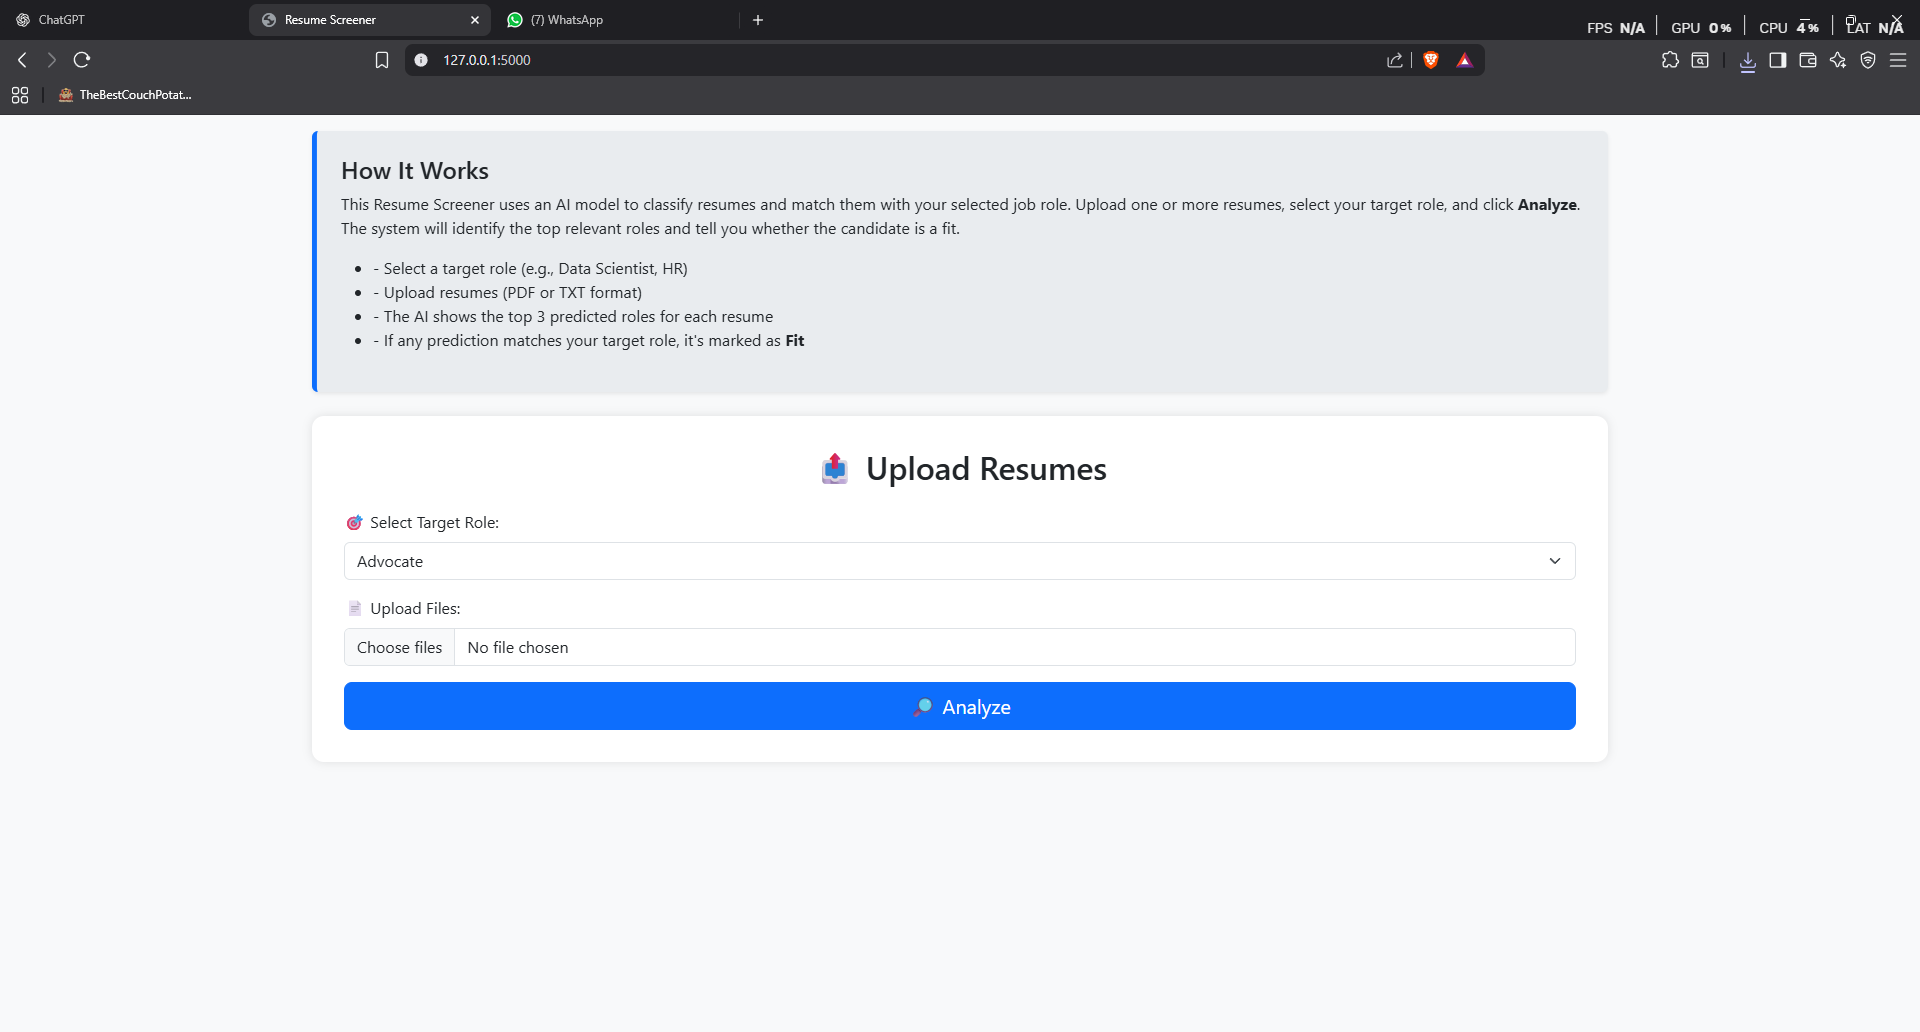 ChatGPT
Resume Screener
(7) WhatsApp
FPS N/A GPU 0% CPU 4% LAT N/A
127.0.0.1:5000
TheBestCouchPotat...
How It Works
This Resume Screener uses an AI model to classify resumes and match them with your selected job role. Upload one or more resumes, select your target role, and click Analyze.
The system will identify the top relevant roles and tell you whether the candidate is a fit.
- Select a target role (e.g., Data Scientist, HR)
- Upload resumes (PDF or TXT format)
- The AI shows the top 3 predicted roles for each resume
- If any prediction matches your target role, it's marked as Fit
Upload Resumes
Select Target Role:
Advocate
Upload Files:
Choose files No file chosen
Analyze